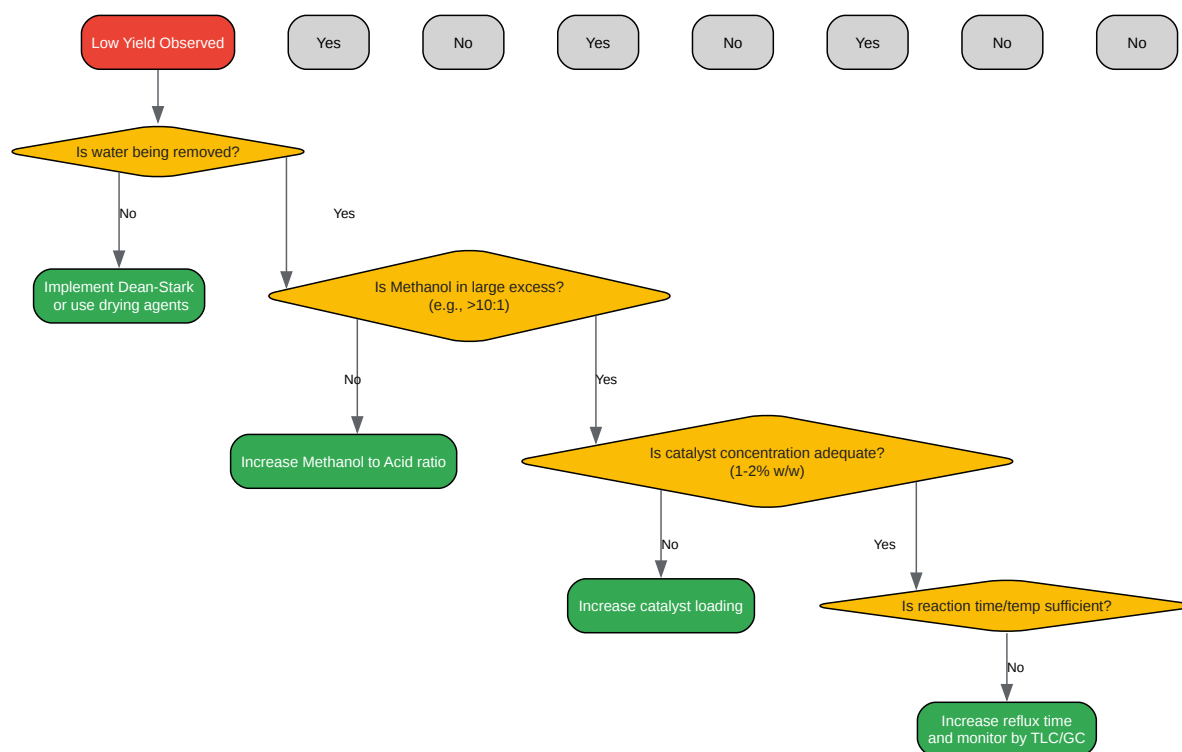 Low Yield Observed
Yes
No
Yes
No
Yes
No
No
Is water being removed?
No
Yes
Implement Dean-Stark
or use drying agents
Is Methanol in large excess?
(e.g., >10:1)
No
Yes
Increase Methanol to Acid ratio
Is catalyst concentration adequate?
(1-2% w/w)
No
Yes
Increase catalyst loading
Is reaction time/temp sufficient?
No
Increase reflux time
and monitor by TLC/GC